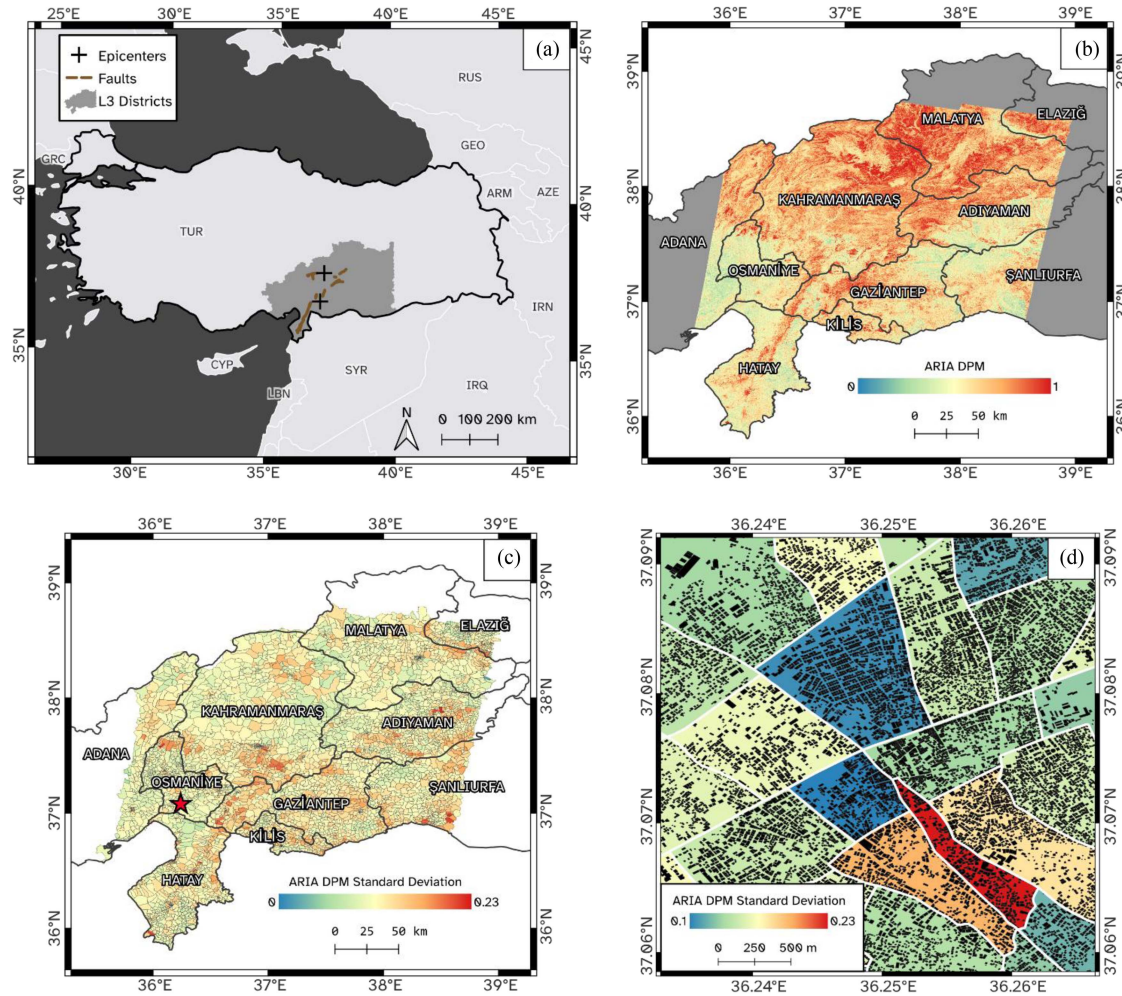 25°E 30°E 35°E 40°E 45°E
(a)
Epicenters
Faults
L3 Districts
45°N
RUS
GEO
GRC
ARM
AZE
40°N
40°N
TUR
IRN
35°N
35°N
CYP
SYR
LBN
IRQ
N
0 100 200 km
30°E 35°E 40°E 45°E
36°E 37°E 38°E 39°E
(b)
39°N
39°N
MALATYA
ELAZIĞ
38°N
38°N
KAHRAMANMARAŞ
ADIYAMAN
ADANA
OSMANİYE
ŞANLIURFA
GAZİANTEP
37°N
37°N
KİLİS
HATAY
ARIA DPM
0 1
0 25 50 km
36°N
36°N
36°E 37°E 38°E 39°E
36°E 37°E 38°E 39°E
(c)
39°N
39°N
MALATYA
ELAZIĞ
38°N
38°N
KAHRAMANMARAŞ
ADIYAMAN
ADANA
OSMANİYE
ŞANLIURFA
GAZİANTEP
37°N
37°N
KİLİS
HATAY
ARIA DPM Standard Deviation
0 0.23
0 25 50 km
36°N
36°N
36°E 37°E 38°E 39°E
36.24°E 36.25°E 36.26°E
(d)
37.09°N
37.09°N
37.08°N
37.08°N
37.07°N
37.07°N
ARIA DPM Standard Deviation
0.1 0.23
0 250 500 m
37.06°N
37.06°N
36.24°E 36.25°E 36.26°E